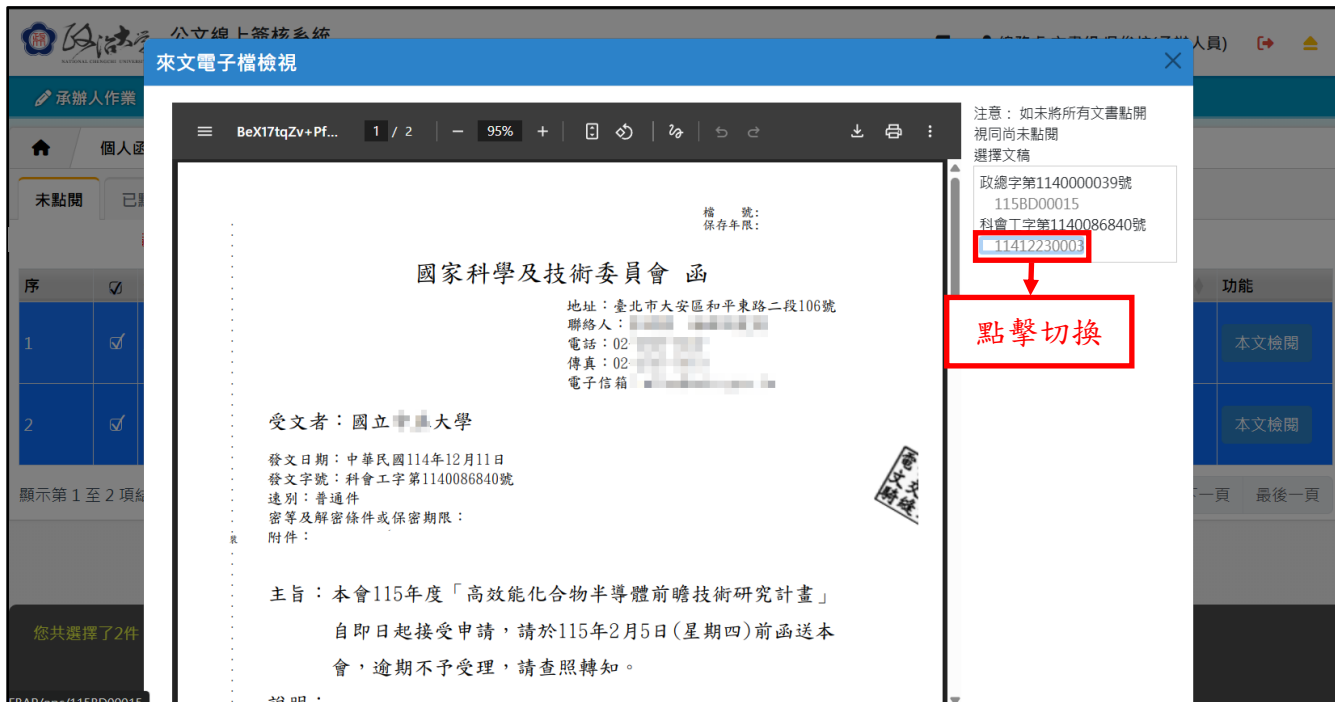 政治大學
公文線上簽核系統
人員)
來文電子檔檢視
承辦人作業
個人函
未點閱
序
功能
1
本文檢閱
2
本文檢閱
顯示第 1 至 2 項結
一頁
最後一頁
您共選擇了2件
BeX17tqZv+Pf...
1 / 2
95%
檔 號:
保存年限:
國家科學及技術委員會 函
地址：臺北市大安區和平東路二段106號
聯絡人：
電話：02
傳真：02
電子信箱
受文者：國立 大學
發文日期：中華民國114年12月11日
發文字號：科會工字第1140086840號
速別：普通件
密等及解密條件或保密期限：
附件：
主旨：本會115年度「高效能化合物半導體前瞻技術研究計畫」
自即日起接受申請，請於115年2月5日(星期四)前函送本
會，逾期不予受理，請查照轉知。
注意： 如未將所有文書點開
視同尚未點閱
選擇文稿
政總字第1140000039號
115BD00015
科會工字第1140086840號
11412230003
點擊切換